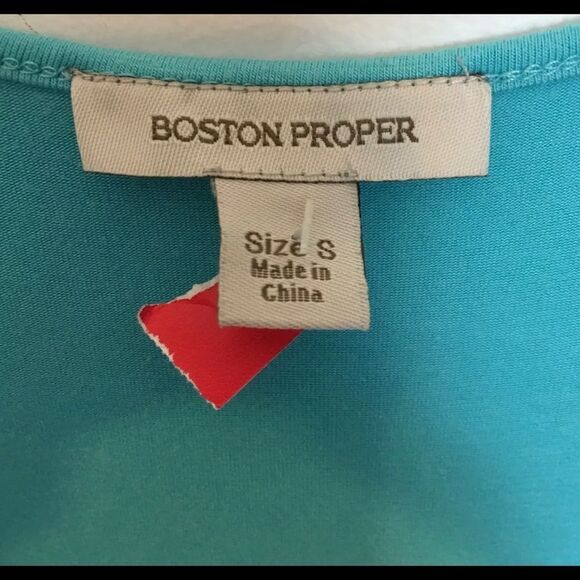 BOSTON PROPER
Size S
Made in
China